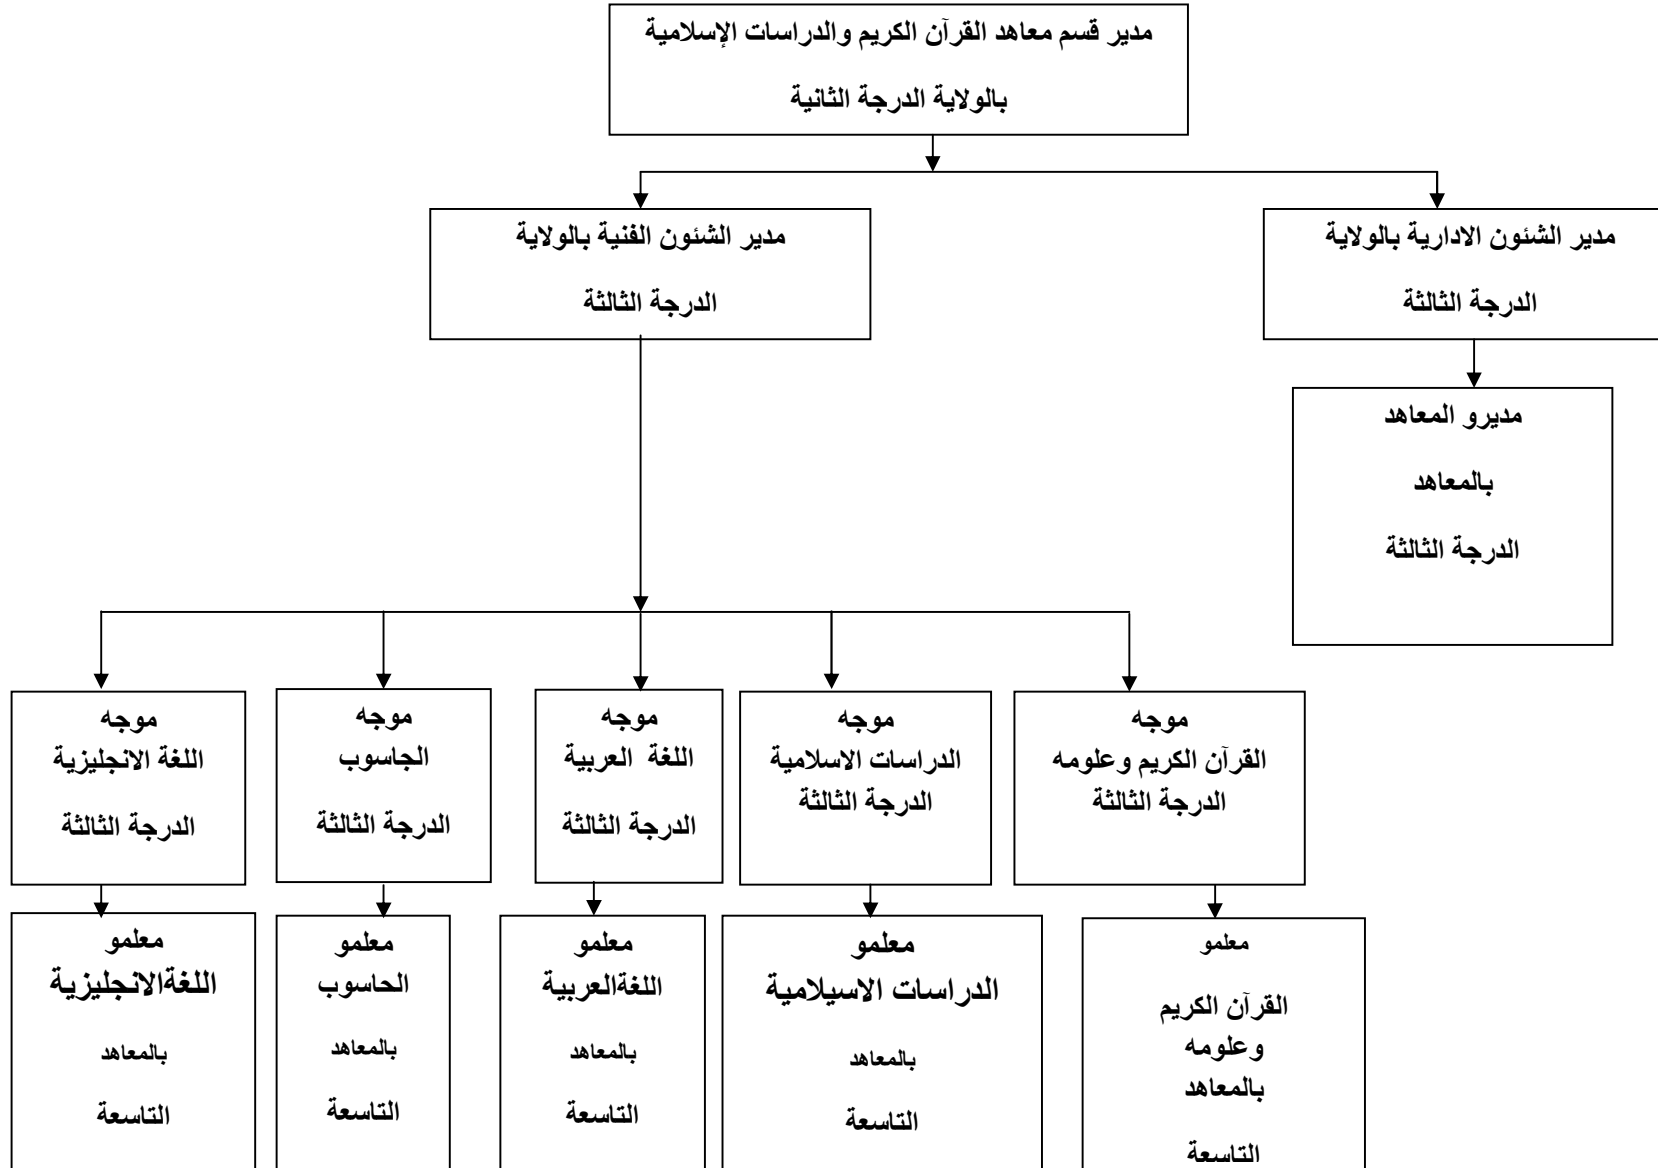 مدير قسم معاهد القرآن الكريم والدراسات الإسلامية
بالولاية الدرجة الثانية
مدير الشئون الادارية بالولاية
الدرجة الثالثة
مدير الشئون الفنية بالولاية
الدرجة الثالثة
مديرو المعاهد
بالمعاهد
الدرجة الثالثة
موجه
القرآن الكريم وعلومه
الدرجة الثالثة
موجه
الدراسات الاسلامية
الدرجة الثالثة
موجه
اللغة العربية
الدرجة الثالثة
موجه
الجاسوب
الدرجة الثالثة
موجه
اللغة الانجليزية
الدرجة الثالثة
معلمو
القرآن الكريم
وعلومه
بالمعاهد
التاسعة
معلمو
الدراسات الاسيلامية
بالمعاهد
التاسعة
معلمو
اللغةالعربية
بالمعاهد
التاسعة
معلمو
الحاسوب
بالمعاهد
التاسعة
معلمو
اللغةالانجليزية
بالمعاهد
التاسعة